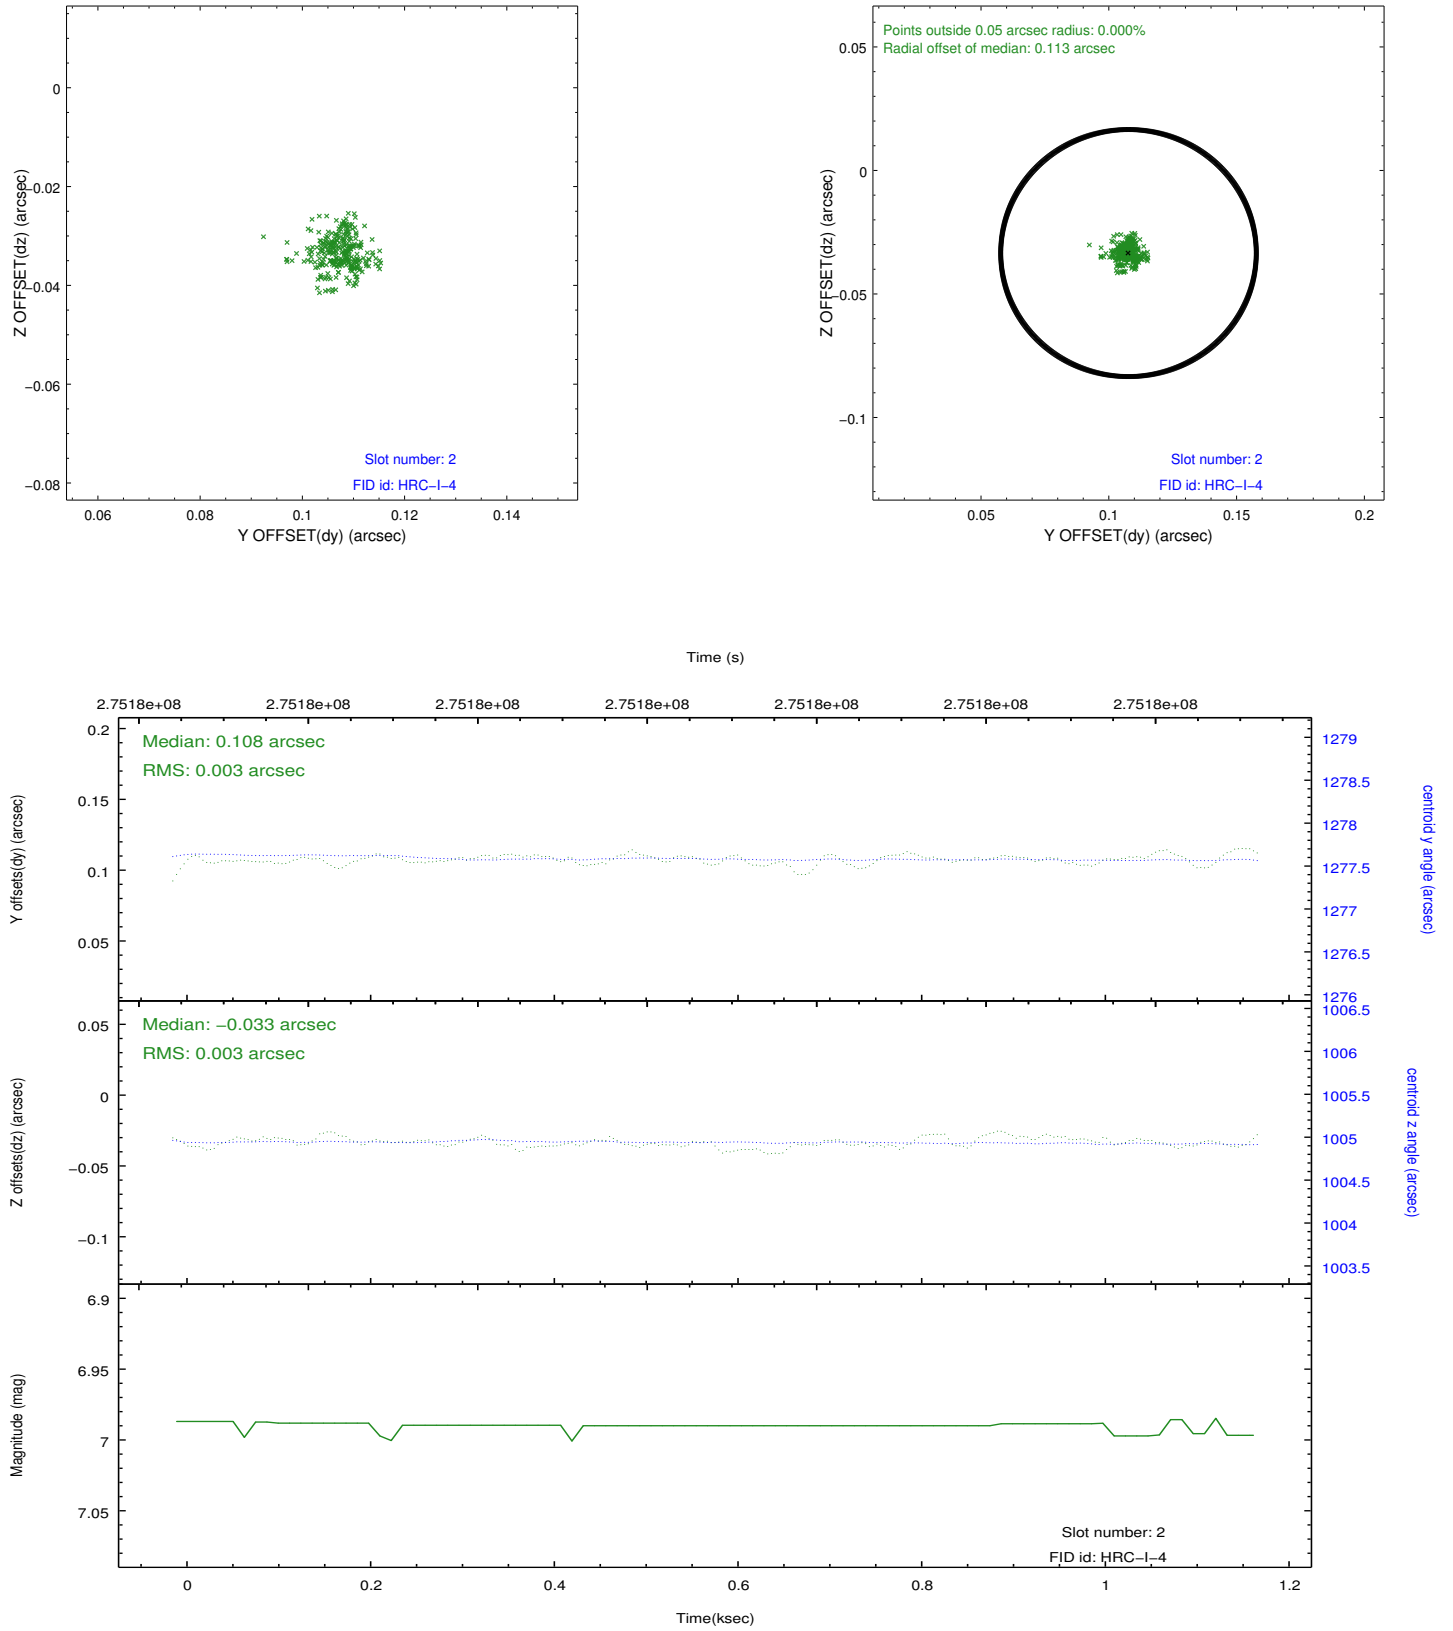 0
−0.02
−0.04
−0.06
−0.08
Z OFFSET(dz) (arcsec)
Slot number: 2
FID id: HRC−I−4
0.06 0.08 0.1 0.12 0.14
Y OFFSET(dy) (arcsec)
Points outside 0.05 arcsec radius: 0.000%
Radial offset of median: 0.113 arcsec
0.05
0
−0.05
−0.1
Z OFFSET(dz) (arcsec)
Slot number: 2
FID id: HRC−I−4
0.05 0.1 0.15 0.2
Y OFFSET(dy) (arcsec)
Time (s)
2.7518e+08 2.7518e+08 2.7518e+08 2.7518e+08 2.7518e+08 2.7518e+08 2.7518e+08
Median: 0.108 arcsec
RMS: 0.003 arcsec
0.2
0.15
0.1
0.05
Y offsets(dy) (arcsec)
1279
1278.5
1278
1277.5
1277
1276.5
1276
centroid y angle (arcsec)
Median: −0.033 arcsec
RMS: 0.003 arcsec
0.05
0
−0.05
−0.1
Z offsets(dz) (arcsec)
1006.5
1006
1005.5
1005
1004.5
1004
1003.5
centroid z angle (arcsec)
6.9
6.95
7
7.05
Magnitude (mag)
Slot number: 2
FID id: HRC−I−4
0 0.2 0.4 0.6 0.8 1 1.2
Time(ksec)